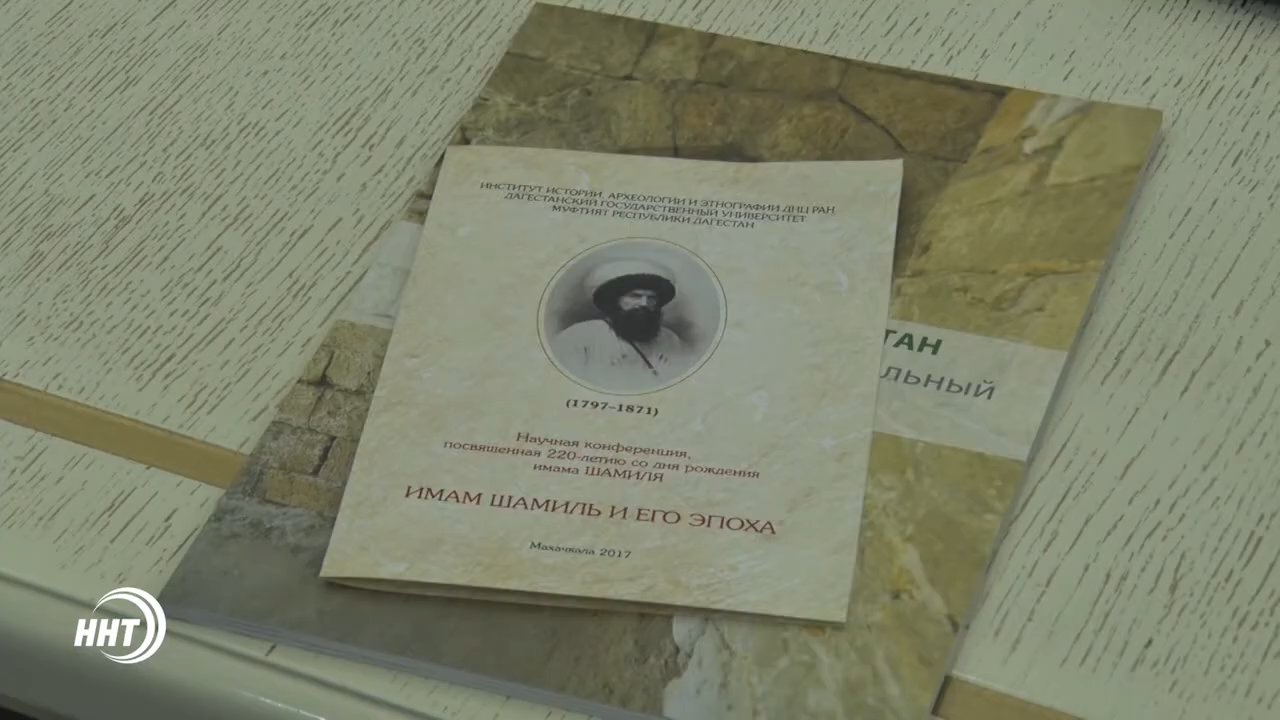 ИНСТИТУТ ИСТОРИИ, АРХЕОЛОГИИ И ЭТНОГРАФИИ ДНЦ РАН
ДАГЕСТАНСКИЙ ГОСУДАРСТВЕННЫЙ УНИВЕРСИТЕТ
МУФТИЯТ РЕСПУБЛИКИ ДАГЕСТАН
(1797-1871)
Научная конференция,
посвященная 220-летию со дня рождения
имама ШАМИЛЯ
ИМАМ ШАМИЛЬ И ЕГО ЭПОХА
Махачкала 2017
ТАН
ЛЬНЫЙ
ННТ